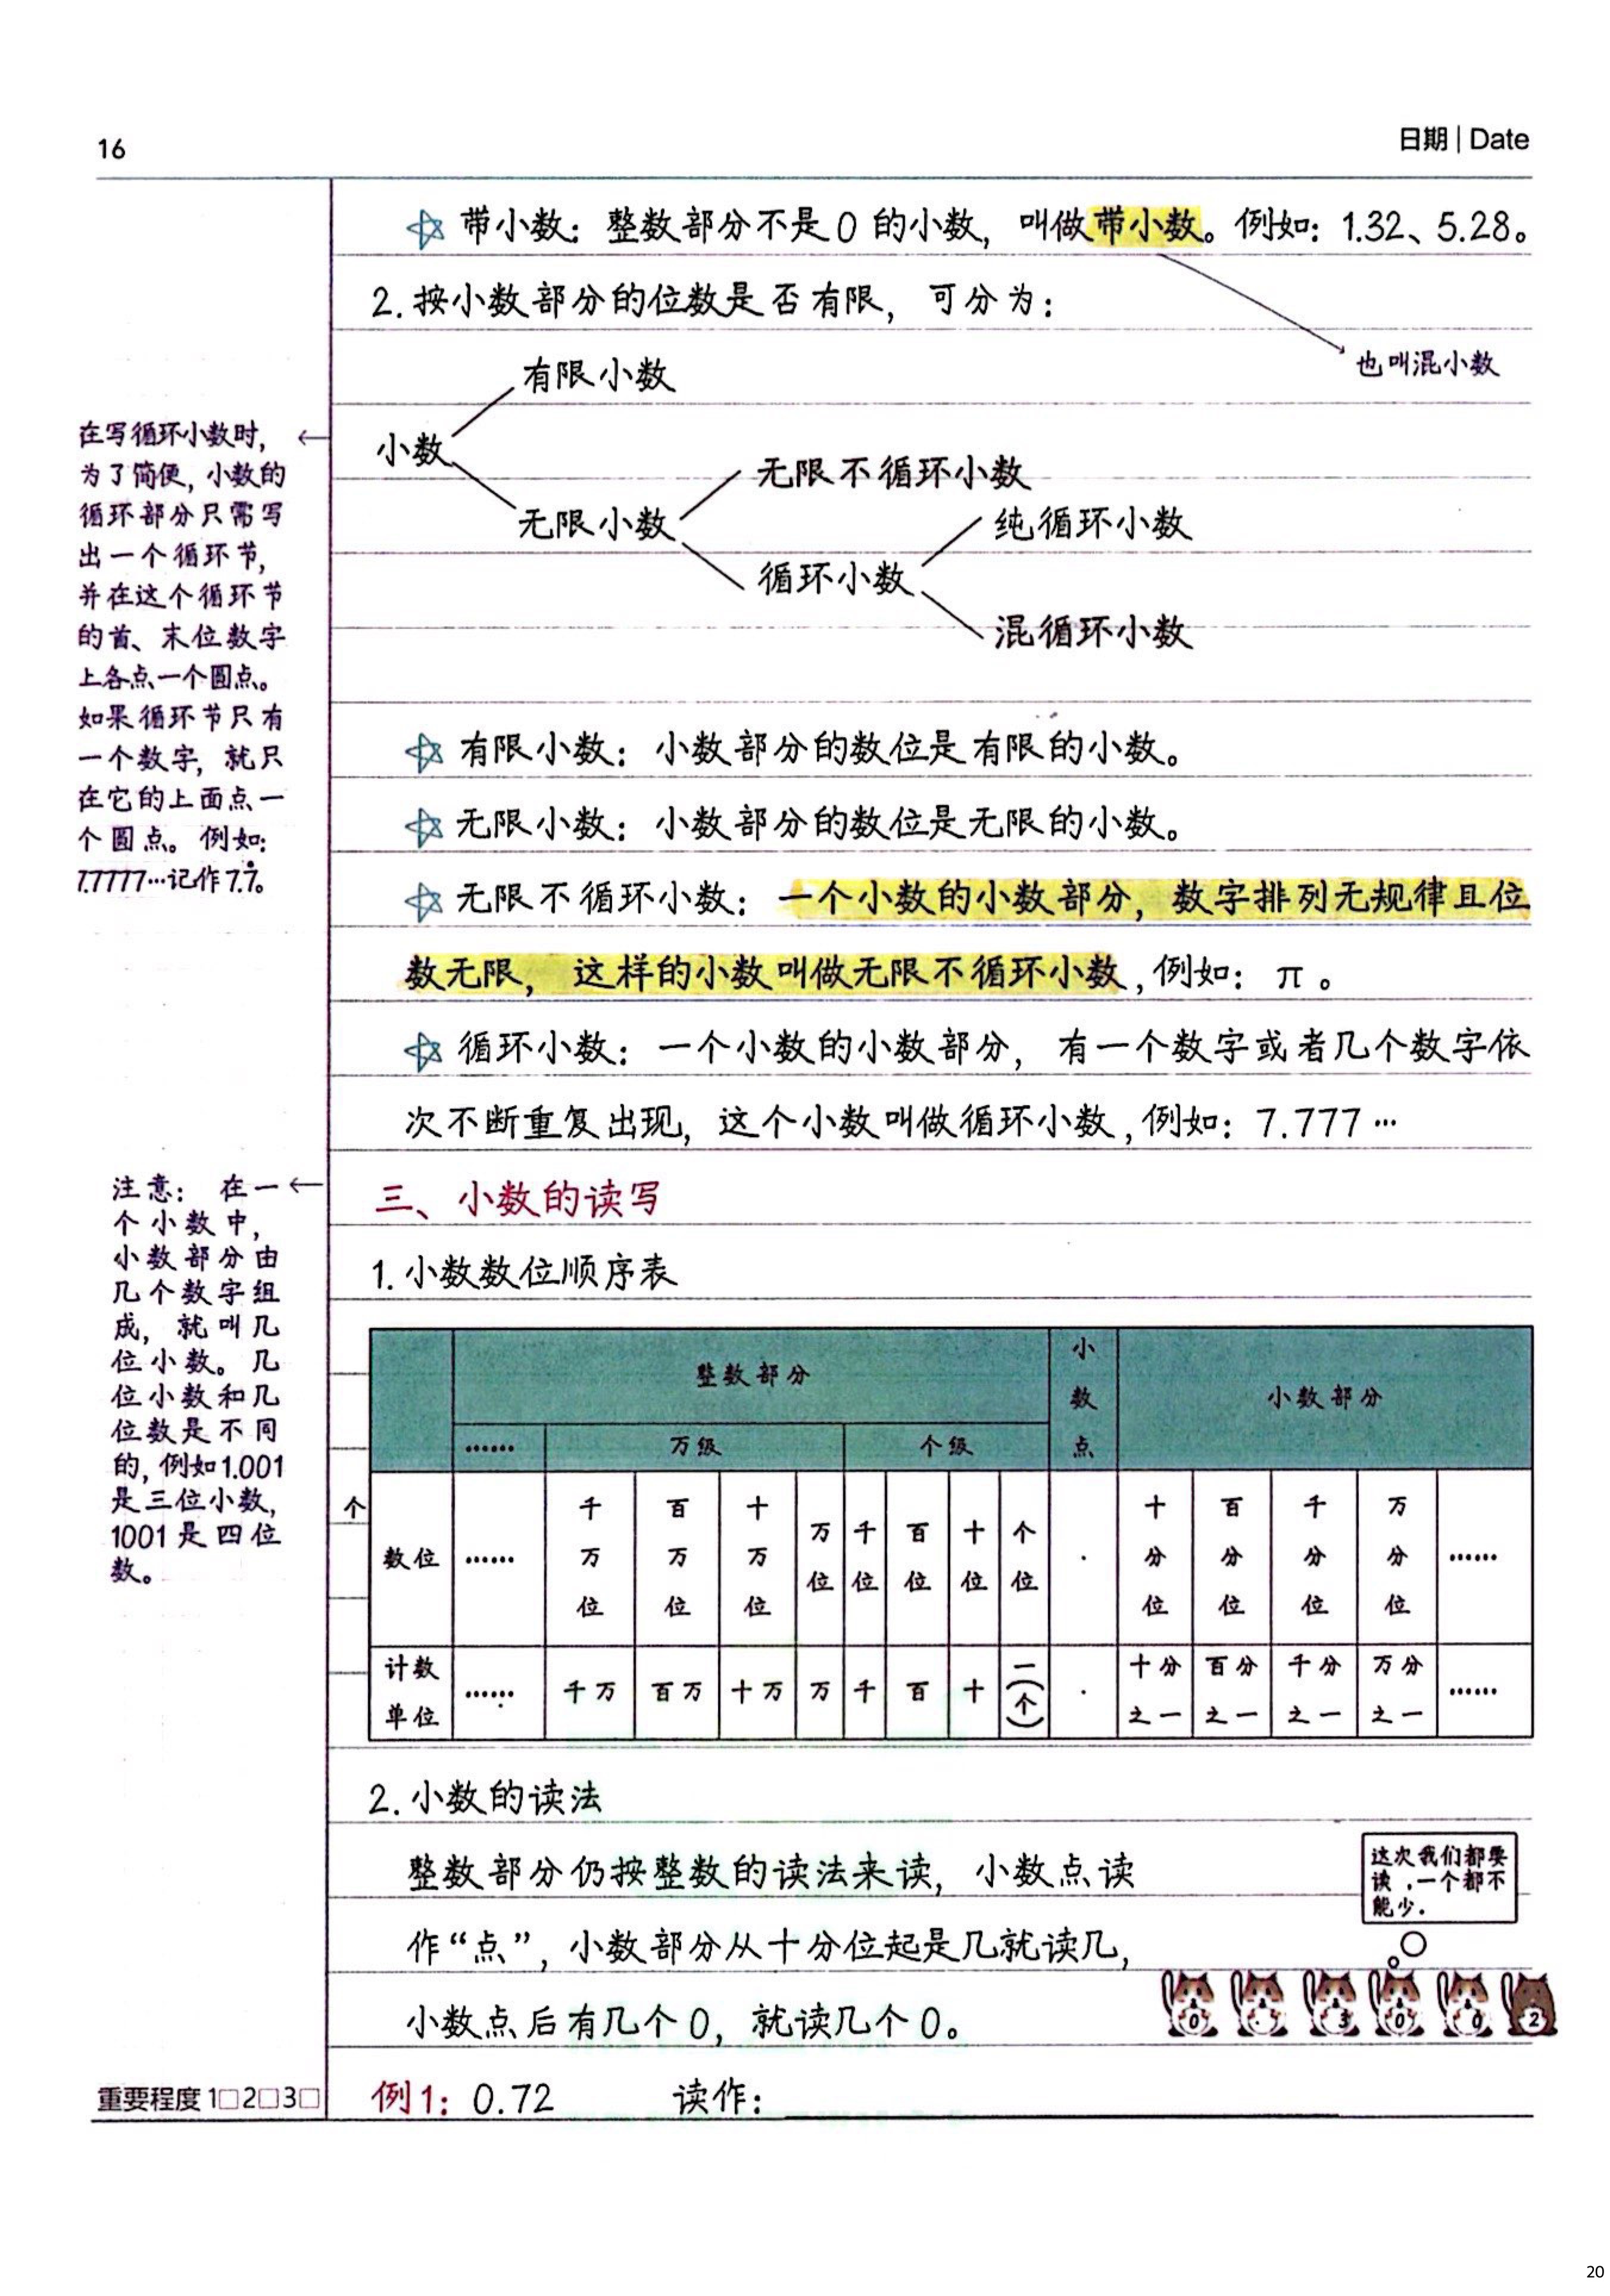 16
日期 | Date
☆ 带小数：整数部分不是0的小数，叫做带小数。例如：1.32、5.28。
2.按小数部分的位数是否有限，可分为：
也叫混小数
有限小数
小数
无限不循环小数
无限小数
纯循环小数
循环小数
混循环小数
在写循环小数时，
为了简便，小数的
循环部分只需写
出一个循环节，
并在这个循环节
的首、末位数字
上各点一个圆点。
如果循环节只有
一个数字，就只
在它的上面点一
个圆点。例如：
7.7777…记作7.7̇。
☆ 有限小数：小数部分的数位是有限的小数。
☆ 无限小数：小数部分的数位是无限的小数。
☆ 无限不循环小数：一个小数的小数部分，数字排列无规律且位
数无限，这样的小数叫做无限不循环小数，例如：π。
☆ 循环小数：一个小数的小数部分，有一个数字或者几个数字依
次不断重复出现，这个小数叫做循环小数，例如：7.777…
注意：在一
个小数中，
小数部分由
几个数字组
成，就叫几
位小数。几
位小数和几
位数是不同
的，例如1.001
是三位小数，
1001是四位
数。
三、小数的读写
1.小数数位顺序表
整数部分 小数点 小数部分
…… 万级 个级
个
数位 …… 千万位 百万位 十万位 万位 千位 百位 十位 个位 . 十分位 百分位 千分位 万分位 ……
计数单位 …… 千万 百万 十万 万 千 百 十 一(个) . 十分之一 百分之一 千分之一 万分之一 ……
2.小数的读法
整数部分仍按整数的读法来读，小数点读
作“点”，小数部分从十分位起是几就读几，
小数点后有几个0，就读几个0。
这次我们都要
读，一个都不
能少.
0 . 3 0 0 2
重要程度 1□2□3□
例1：0.72 读作：
20